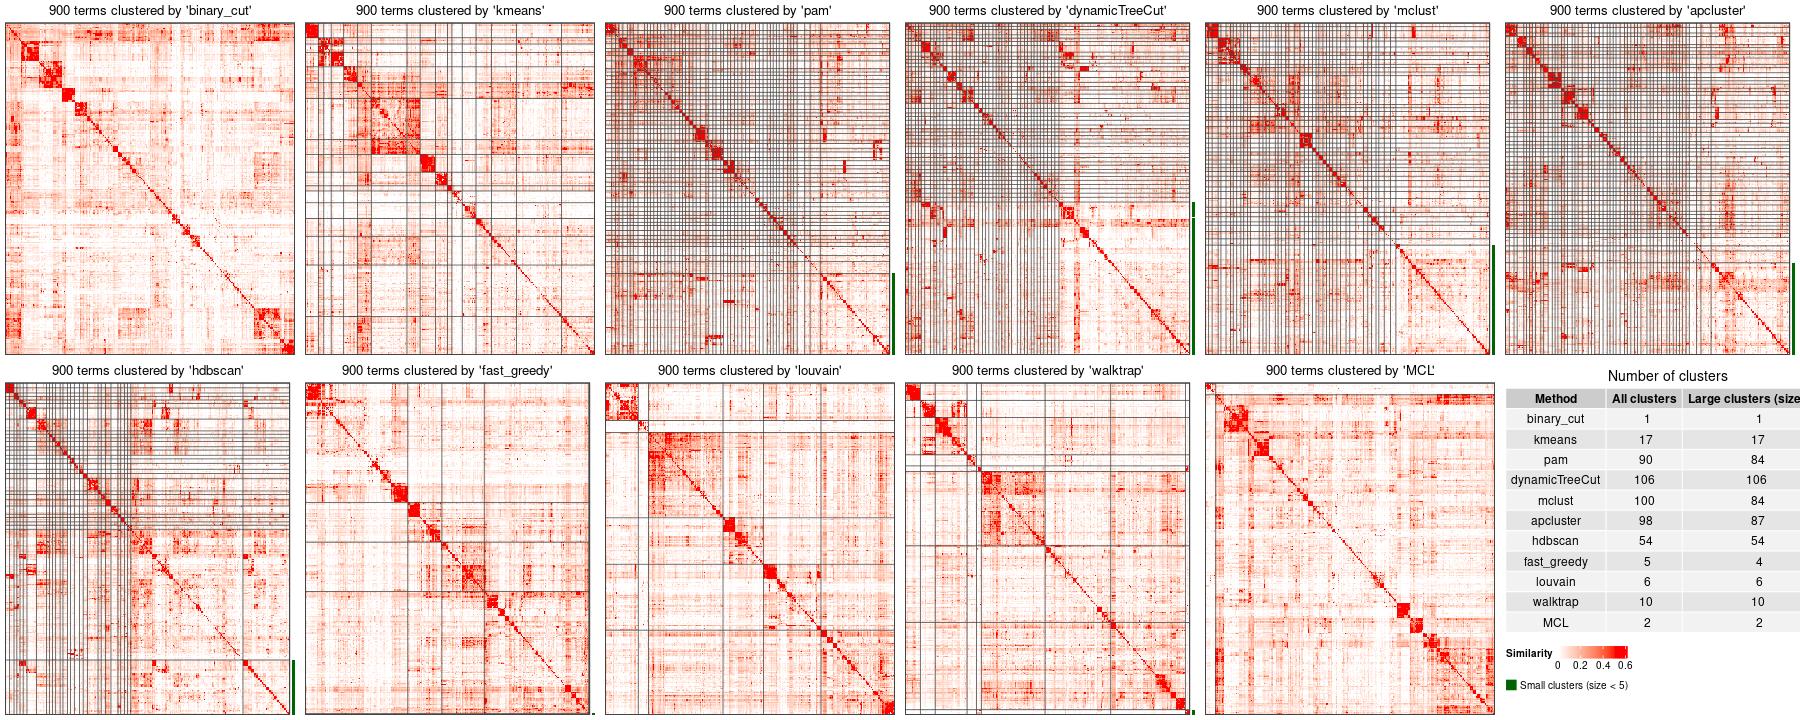 900 terms clustered by 'binary_cut'
900 terms clustered by 'kmeans'
900 terms clustered by 'pam'
900 terms clustered by 'dynamicTreeCut'
900 terms clustered by 'mclust'
900 terms clustered by 'apcluster'
900 terms clustered by 'hdbscan'
900 terms clustered by 'fast_greedy'
900 terms clustered by 'louvain'
900 terms clustered by 'walktrap'
900 terms clustered by 'MCL'
Number of clusters
Method All clusters Large clusters (size
binary_cut 1 1
kmeans 17 17
pam 90 84
dynamicTreeCut 106 106
mclust 100 84
apcluster 98 87
hdbscan 54 54
fast_greedy 5 4
louvain 6 6
walktrap 10 10
MCL 2 2
Similarity
0 0.2 0.4 0.6
Small clusters (size < 5)